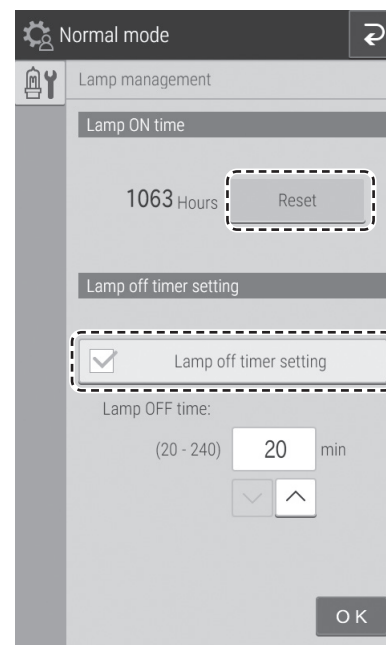 Normal mode
Lamp management
Lamp ON time
1063 Hours Reset
Lamp off timer setting
Lamp off timer setting
Lamp OFF time:
(20 - 240) 20 min
OK